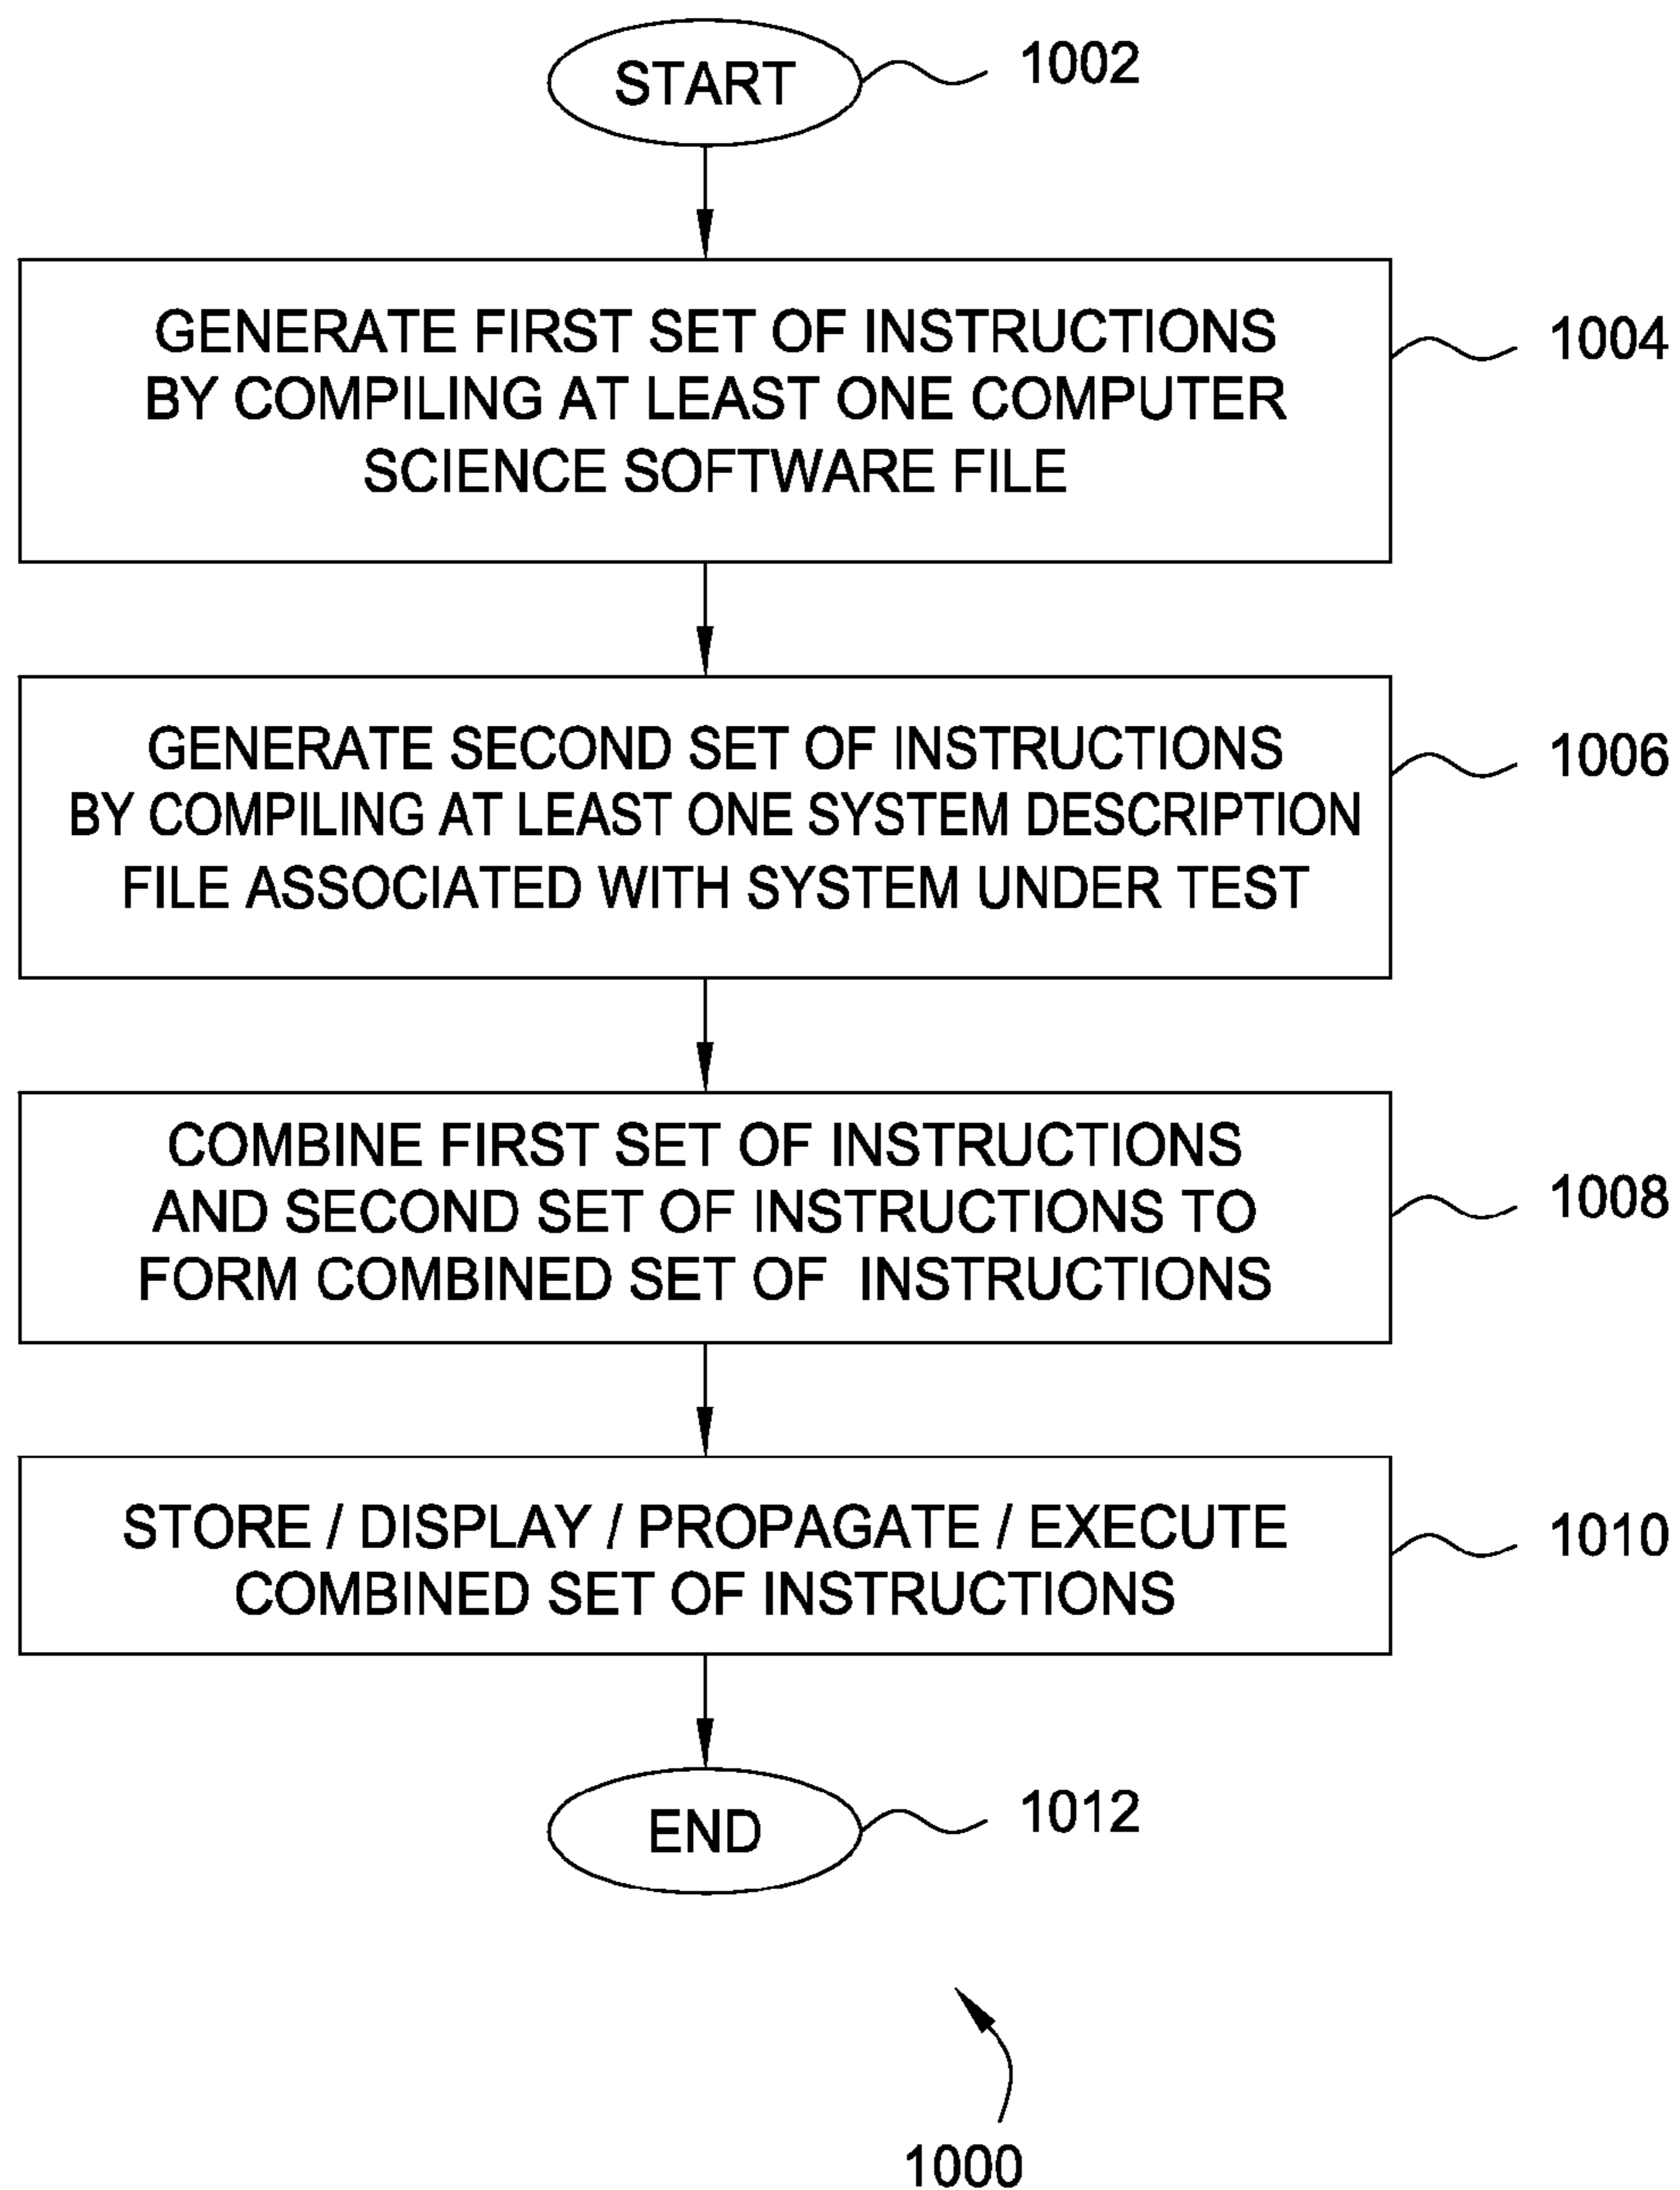 START
1002
GENERATE FIRST SET OF INSTRUCTIONS
BY COMPILING AT LEAST ONE COMPUTER
SCIENCE SOFTWARE FILE
1004
GENERATE SECOND SET OF INSTRUCTIONS
BY COMPILING AT LEAST ONE SYSTEM DESCRIPTION
FILE ASSOCIATED WITH SYSTEM UNDER TEST
1006
COMBINE FIRST SET OF INSTRUCTIONS
AND SECOND SET OF INSTRUCTIONS TO
FORM COMBINED SET OF INSTRUCTIONS
1008
STORE / DISPLAY / PROPAGATE / EXECUTE
COMBINED SET OF INSTRUCTIONS
1010
END
1012
1000